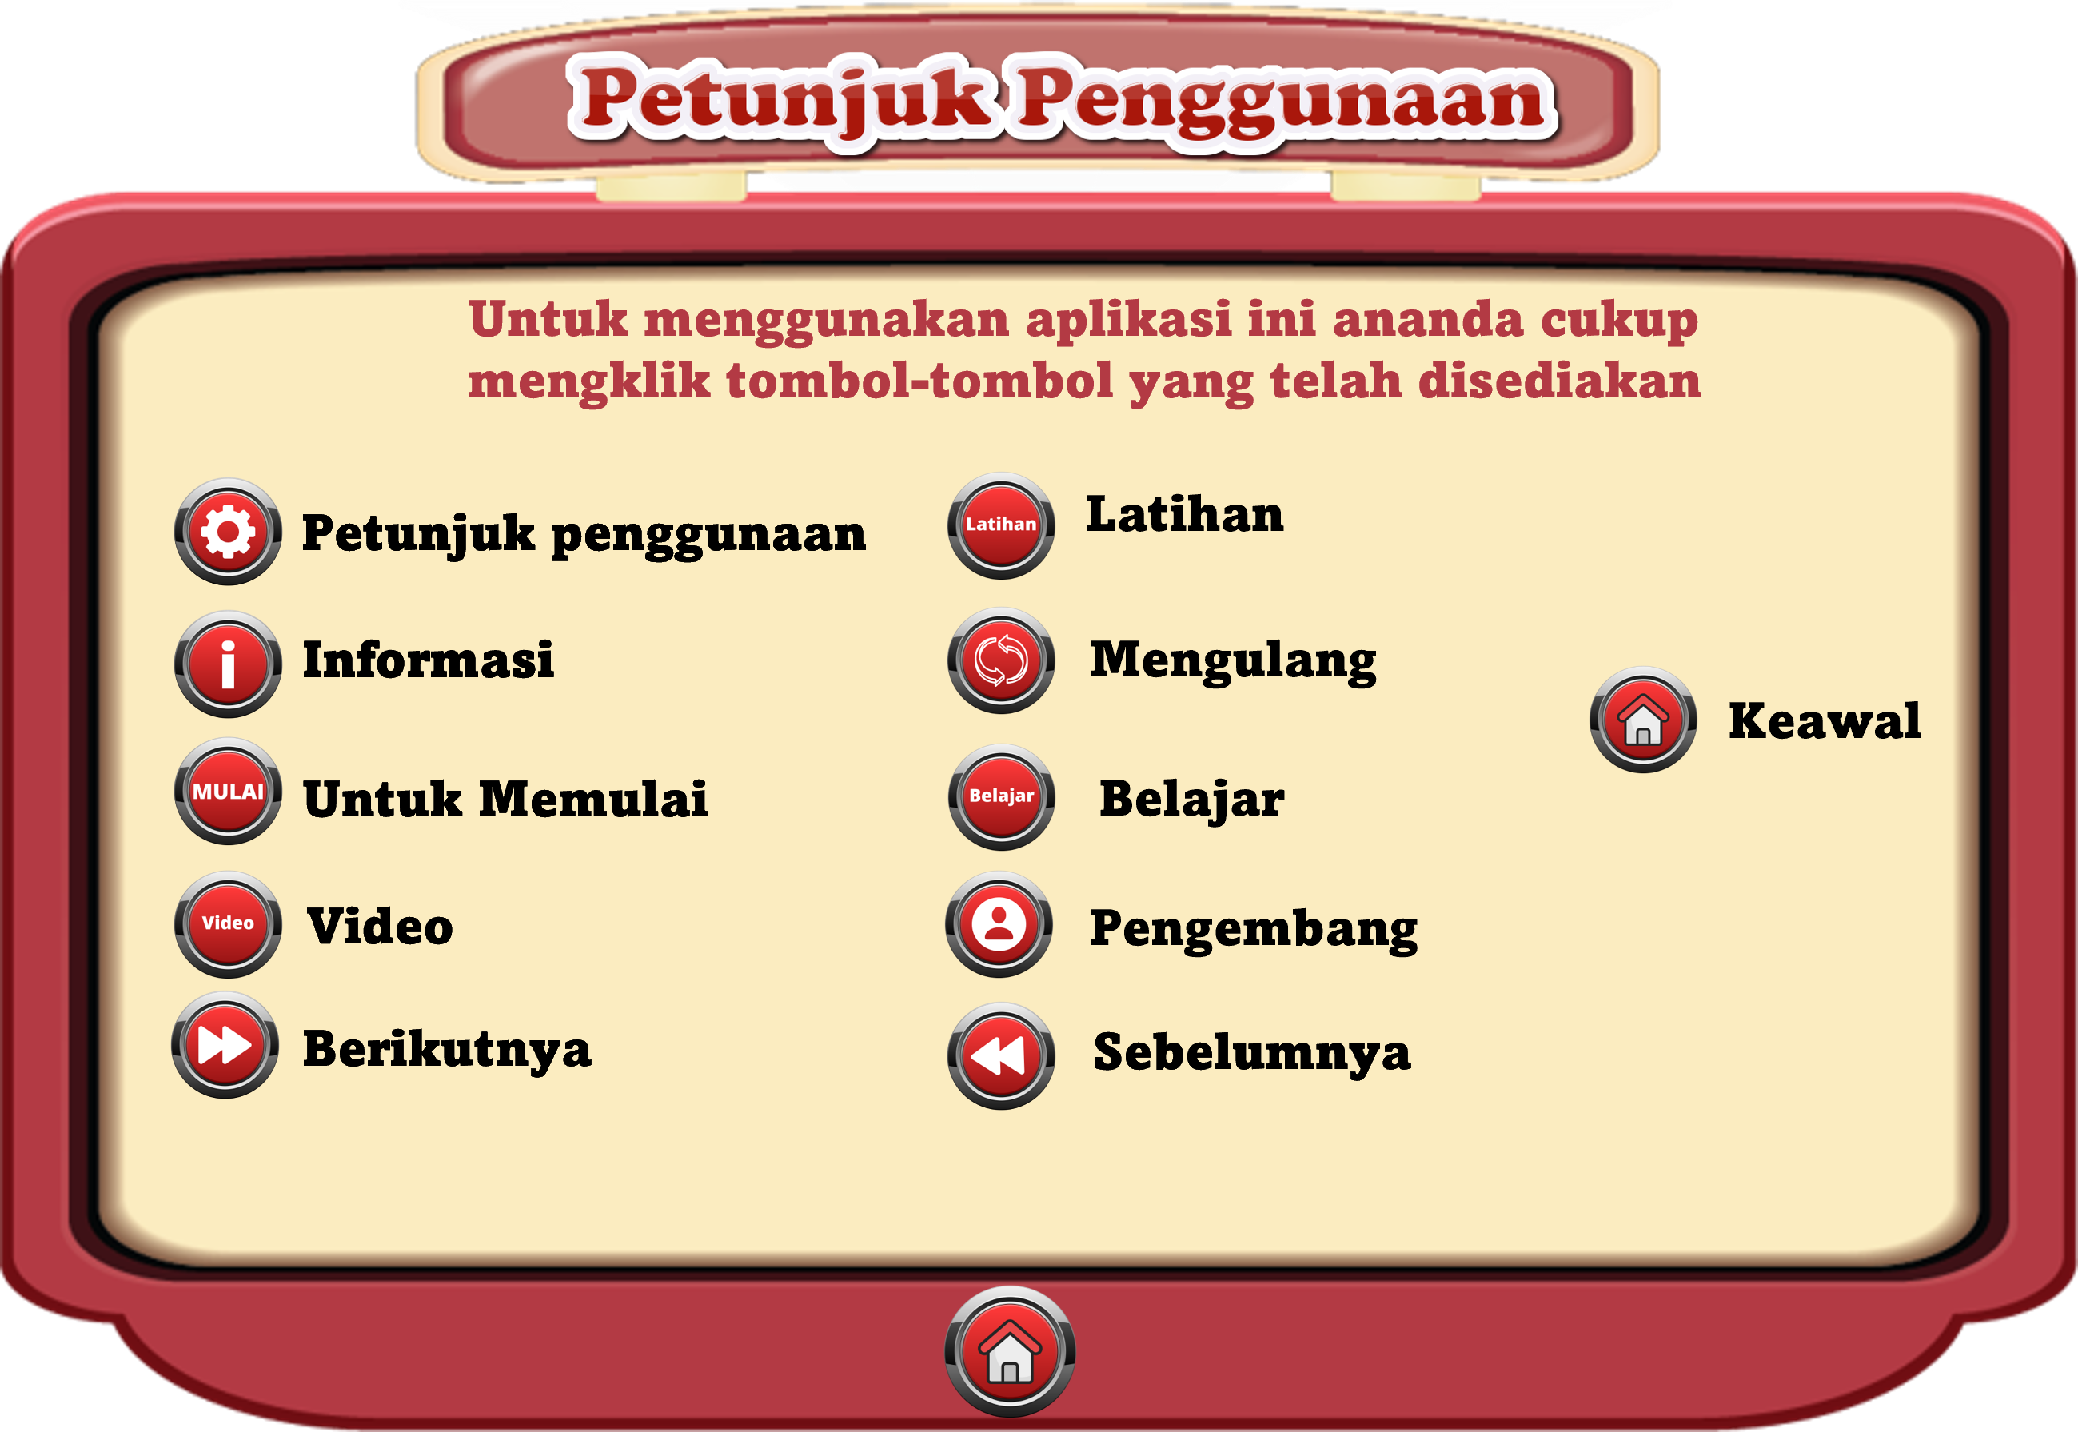 Petunjuk Penggunaan
Untuk menggunakan aplikasi ini ananda cukup
mengklik tombol-tombol yang telah disediakan
Petunjuk penggunaan
i Informasi
MULAI Untuk Memulai
Video Video
Berikutnya
Latihan Latihan
Mengulang
Belajar Belajar
Pengembang
Sebelumnya
Keawal